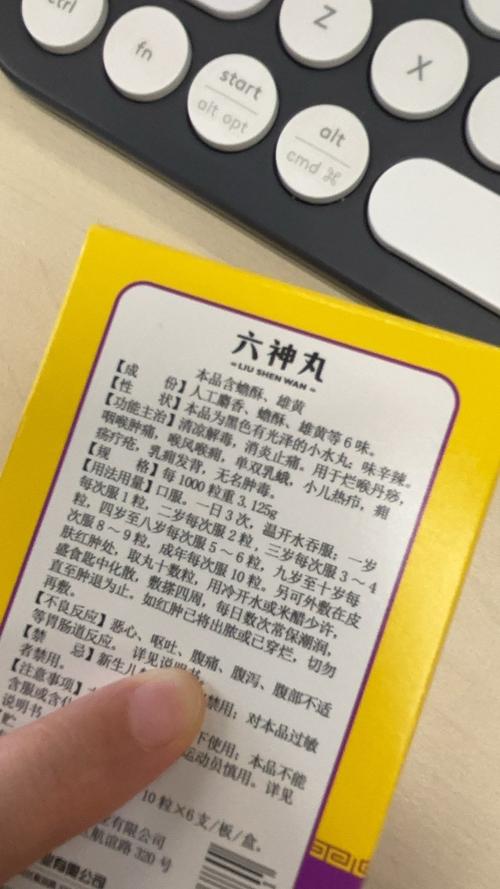 ctrl
fn
Z
X
start
alt opt
alt
cmd ⌘
六神丸
LIU SHEN WAN
本品含蟾酥、雄黄
【成 份】人工麝香、蟾酥、雄黄等6味。
【性 状】本品为黑色有光泽的小水丸;味辛辣。
【功能主治】清凉解毒,消炎止痛。用于烂喉丹痧,
咽喉肿痛,喉风喉痈,单双乳蛾,小儿热疖,痈
疡疔疮,乳痈发背,无名肿毒。
【规 格】每1000粒重3.125g
【用法用量】口服。一日3次,温开水吞服;一岁
每次服1粒,二岁每次服2粒,三岁每次服3~4
粒,四岁至八岁每次服5~6粒,九岁至十岁每
次服8~9粒,成年每次服10粒。另可外敷在皮
肤红肿处,取丸十数粒,用冷开水或米醋少许,
盛食匙中化散,敷搽四周,每日数次常保潮润,
直至肿退为止。如红肿已将出脓或已穿烂,切勿
再敷。
【不良反应】恶心、呕吐、腹痛、腹泻、腹部不适
等胃肠道反应。详见说明书。
【禁 忌】新生儿 禁用;对本品过敏
者禁用。
【注意事项】 下使用;本品不能
含服或含化 运动员慎用。详见
说明书
【贮
10粒×6支/板/盒。
业有限公司
航谊路320号
业有限公司